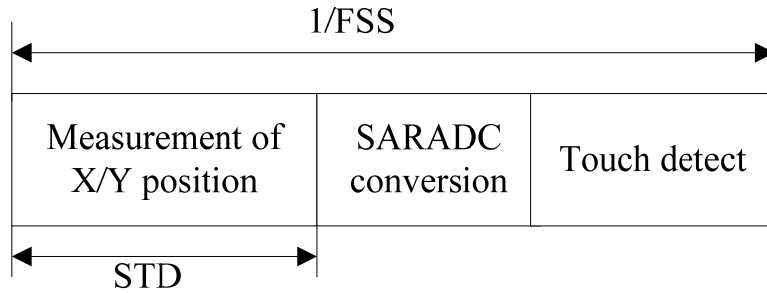 1/FSS
Measurement of
X/Y position
SARADC
conversion
Touch detect
STD